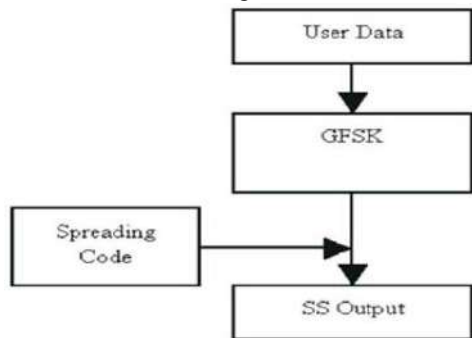 User Data
GFSK
Spreading
Code
SS Output